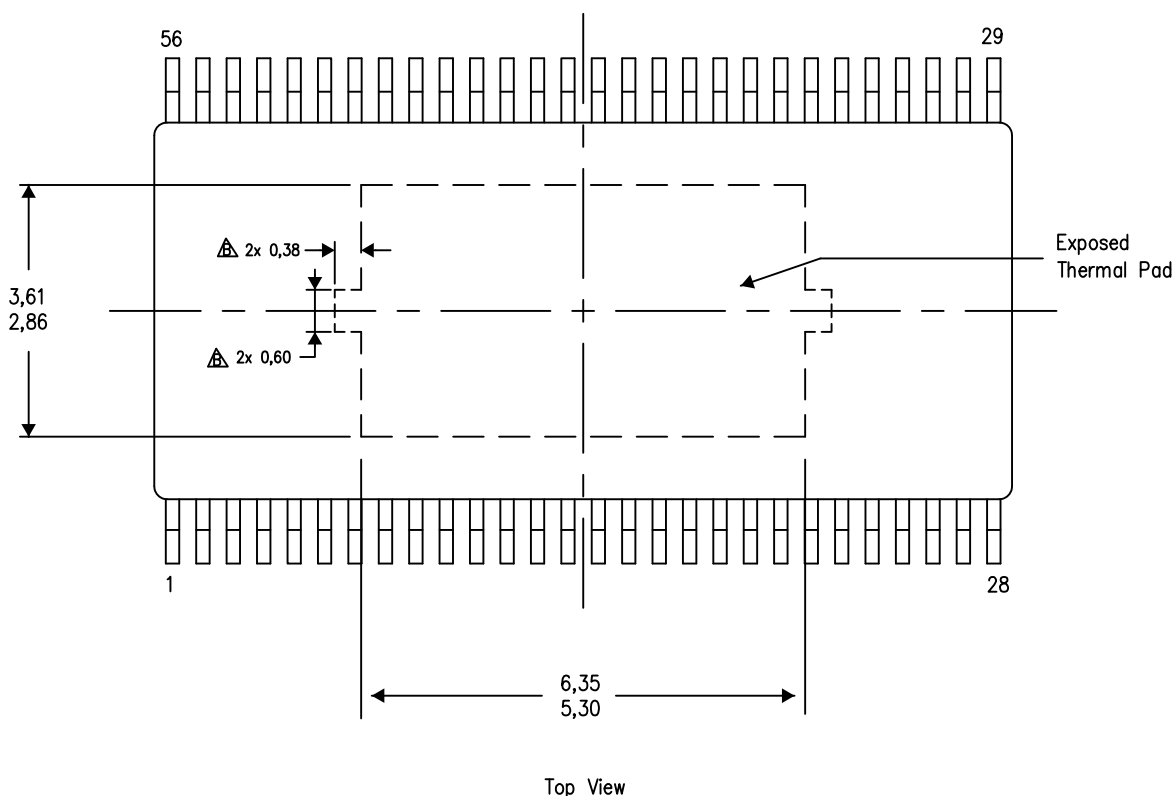 56
29
B 2x 0,38
Exposed
Thermal Pad
3,61
2,86
B 2x 0,60
1
28
6,35
5,30
Top View